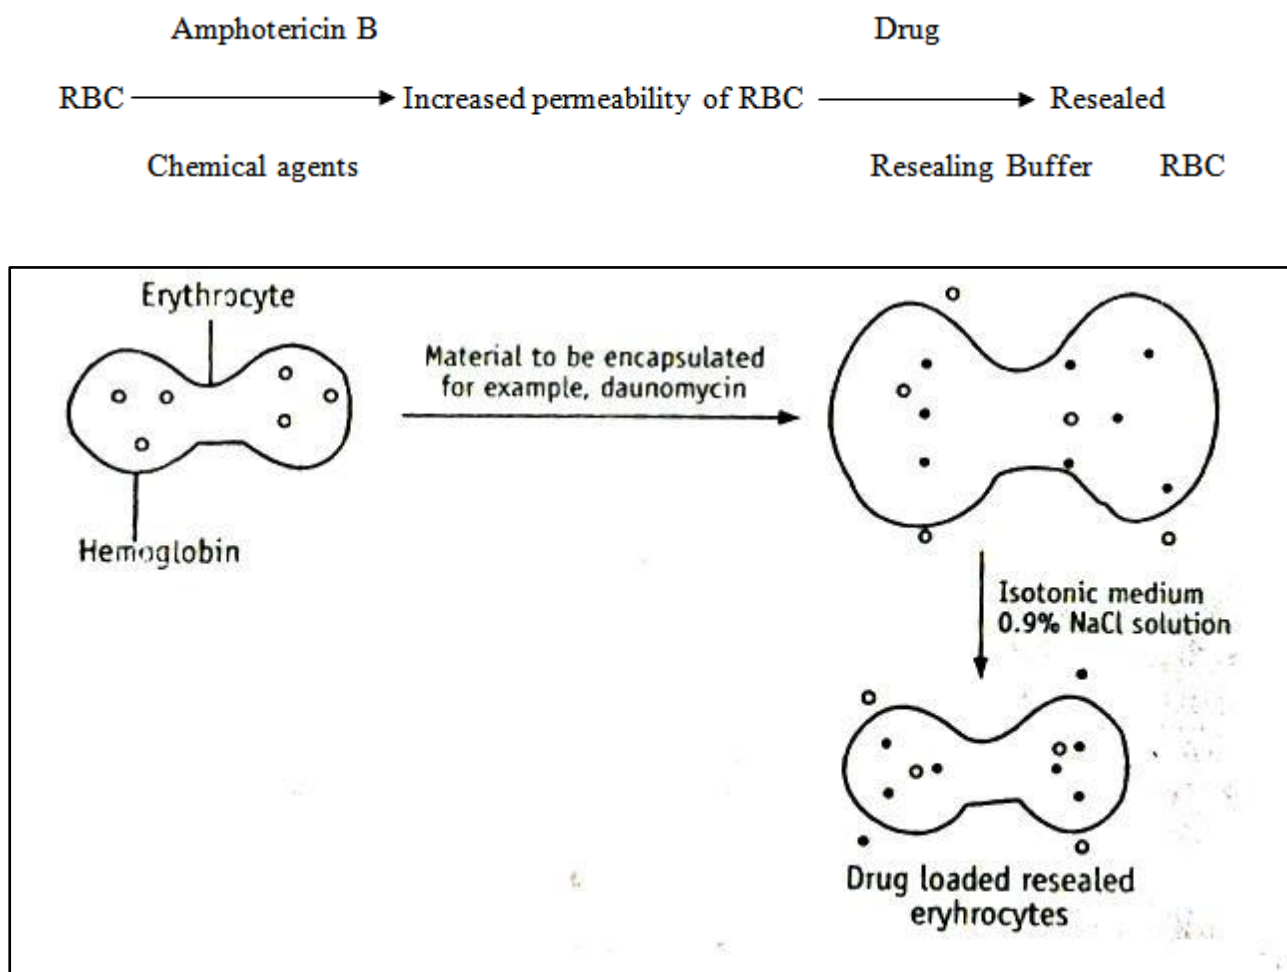 Amphotericin B Drug
RBC Increased permeability of RBC Resealed
Chemical agents Resealing Buffer RBC
Erythrocyte
Material to be encapsulated
for example, daunomycin
Hemoglobin
Isotonic medium
0.9% NaCl solution
Drug loaded resealed
eryhrocytes